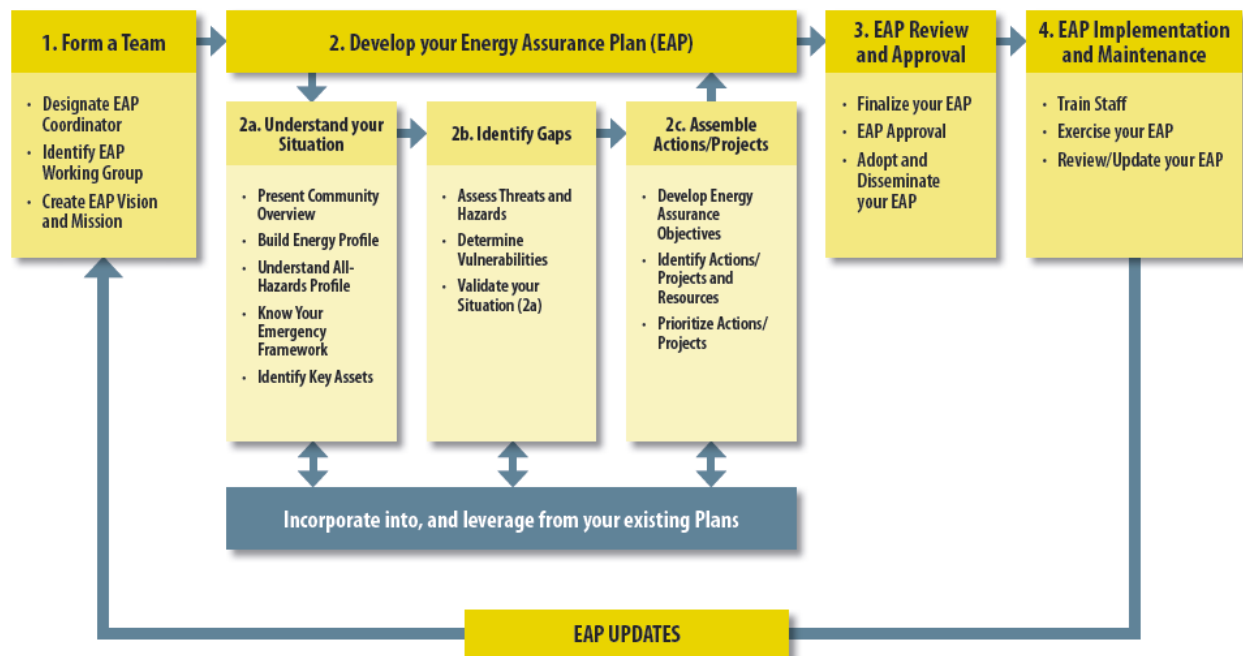 1. Form a Team
• Designate EAP
Coordinator
• Identify EAP
Working Group
• Create EAP Vision
and Mission
2. Develop your Energy Assurance Plan (EAP)
2a. Understand your
Situation
• Present Community
Overview
• Build Energy Profile
• Understand All-
Hazards Profile
• Know Your
Emergency
Framework
• Identify Key Assets
2b. Identify Gaps
• Assess Threats and
Hazards
• Determine
Vulnerabilities
• Validate your
Situation (2a)
2c. Assemble
Actions/Projects
• Develop Energy
Assurance
Objectives
• Identify Actions/
Projects and
Resources
• Prioritize Actions/
Projects
Incorporate into, and leverage from your existing Plans
3. EAP Review
and Approval
• Finalize your EAP
• EAP Approval
• Adopt and
Disseminate
your EAP
4. EAP Implementation
and Maintenance
• Train Staff
• Exercise your EAP
• Review/Update your EAP
EAP UPDATES